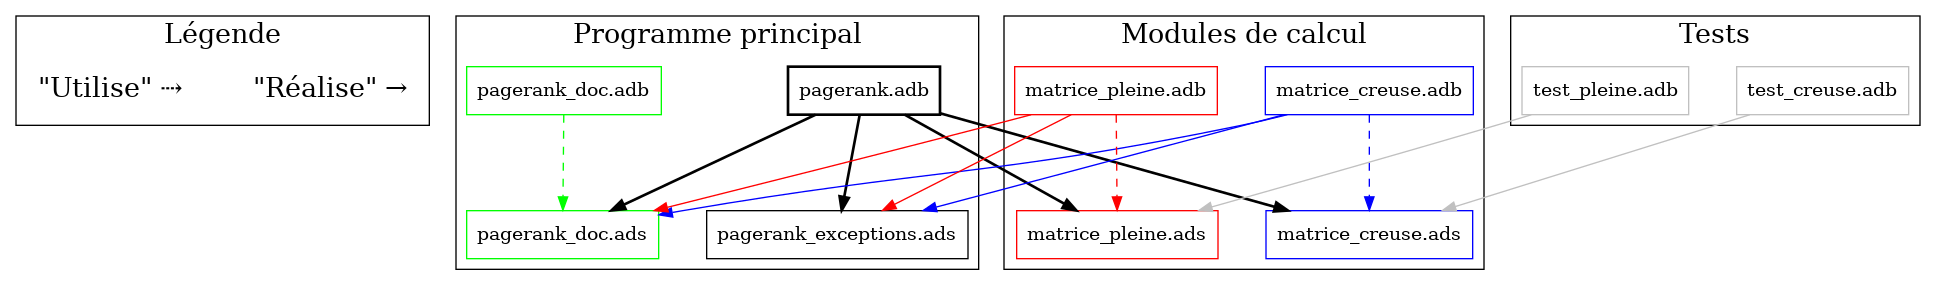 Légende
"Utilise" ⤏
"Réalise" →
Programme principal
pagerank_doc.adb
pagerank.adb
pagerank_doc.ads
pagerank_exceptions.ads
Modules de calcul
matrice_pleine.adb
matrice_creuse.adb
matrice_pleine.ads
matrice_creuse.ads
Tests
test_pleine.adb
test_creuse.adb